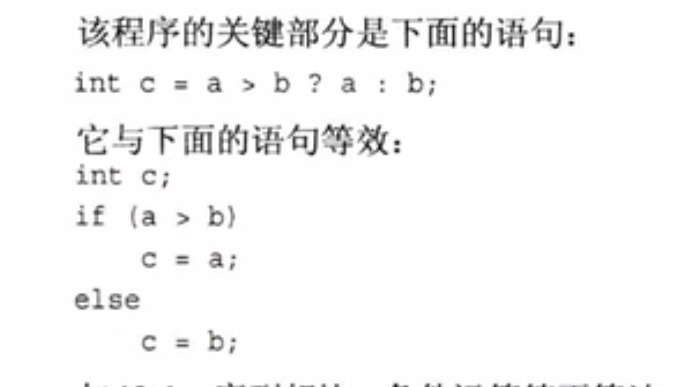 该程序的关键部分是下面的语句：
int c = a > b ? a : b;
它与下面的语句等效：
int c;
if (a > b)
    c = a;
else
    c = b;